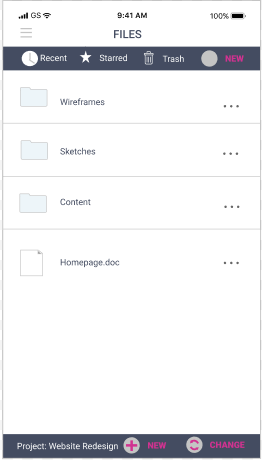 GS 9:41 AM 100%
FILES
Recent Starred Trash NEW
Wireframes
Sketches
Content
Homepage.doc
Project: Website Redesign NEW CHANGE